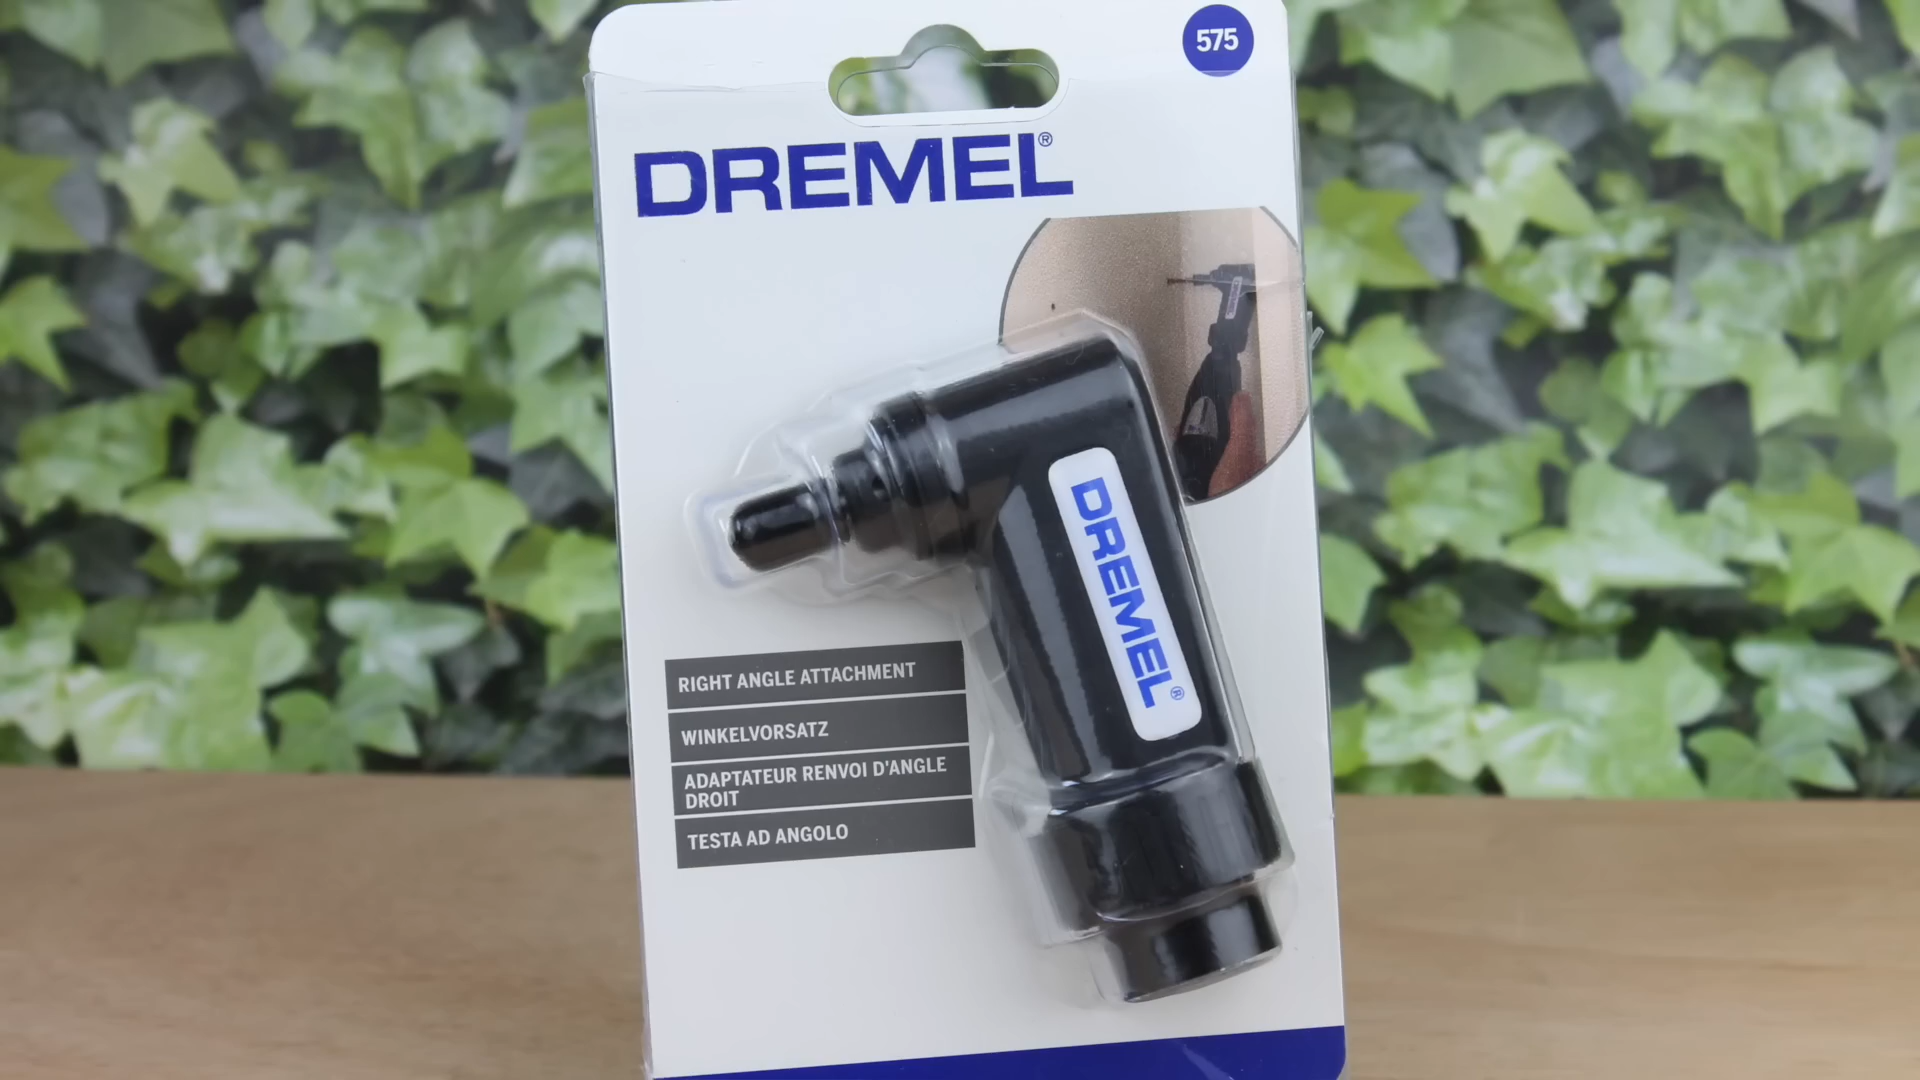 575
DREMEL®
DREMEL®
RIGHT ANGLE ATTACHMENT
WINKELVORSATZ
ADAPTATEUR RENVOI D'ANGLE
DROIT
TESTA AD ANGOLO